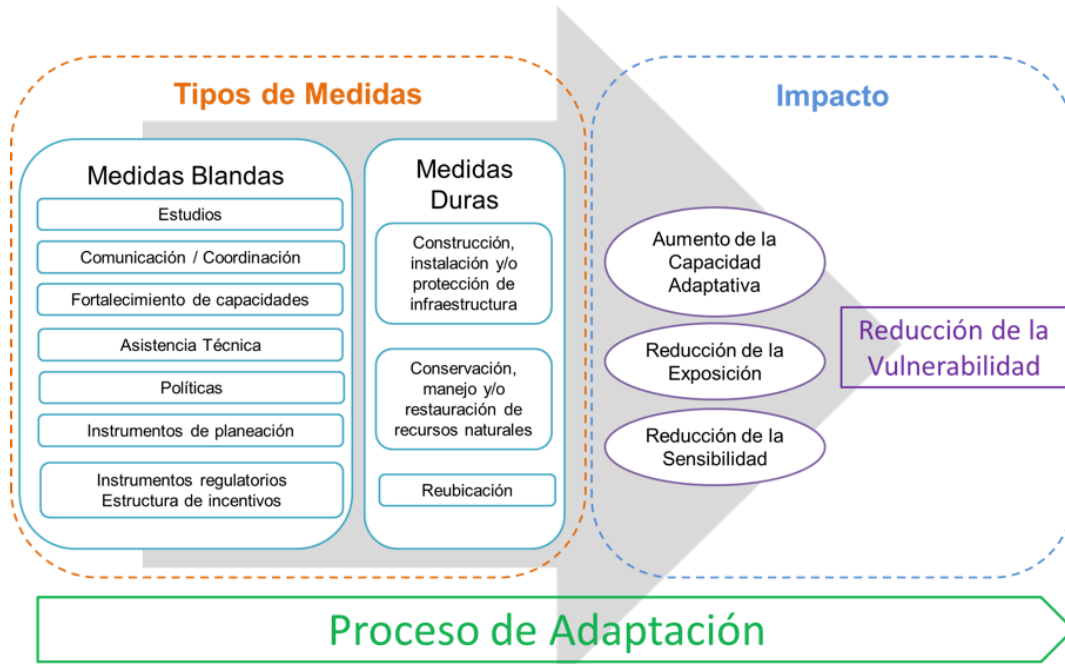 Tipos de Medidas
Medidas Blandas
Estudios
Comunicación / Coordinación
Fortalecimiento de capacidades
Asistencia Técnica
Políticas
Instrumentos de planeación
Instrumentos regulatorios
Estructura de incentivos
Medidas
Duras
Construcción,
instalación y/o
protección de
infraestructura
Conservación,
manejo y/o
restauración de
recursos naturales
Reubicación
Impacto
Aumento de la
Capacidad
Adaptativa
Reducción de la
Exposición
Reducción de la
Sensibilidad
Reducción de la
Vulnerabilidad
Proceso de Adaptación